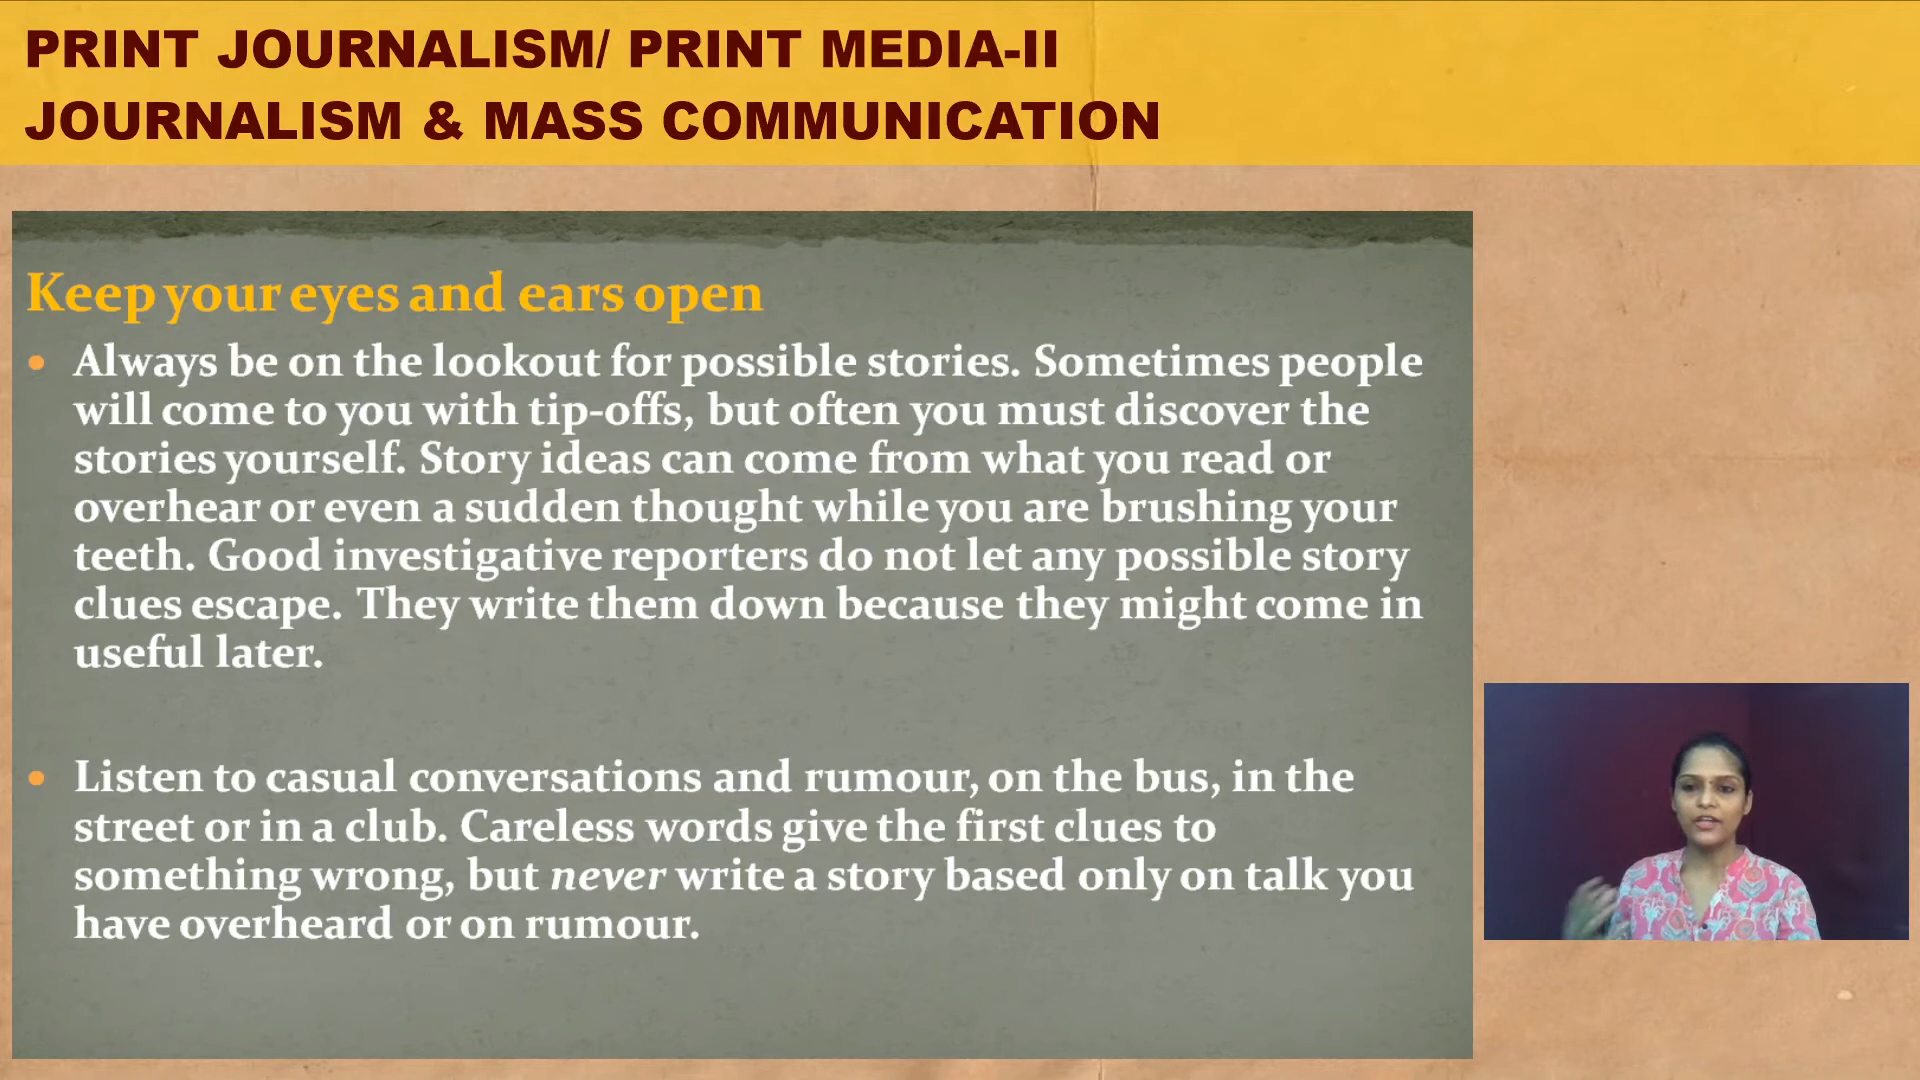 PRINT JOURNALISM/ PRINT MEDIA-II
JOURNALISM & MASS COMMUNICATION
Keep your eyes and ears open
• Always be on the lookout for possible stories. Sometimes people
will come to you with tip-offs, but often you must discover the
stories yourself. Story ideas can come from what you read or
overhear or even a sudden thought while you are brushing your
teeth. Good investigative reporters do not let any possible story
clues escape. They write them down because they might come in
useful later.
• Listen to casual conversations and rumour, on the bus, in the
street or in a club. Careless words give the first clues to
something wrong, but never write a story based only on talk you
have overheard or on rumour.